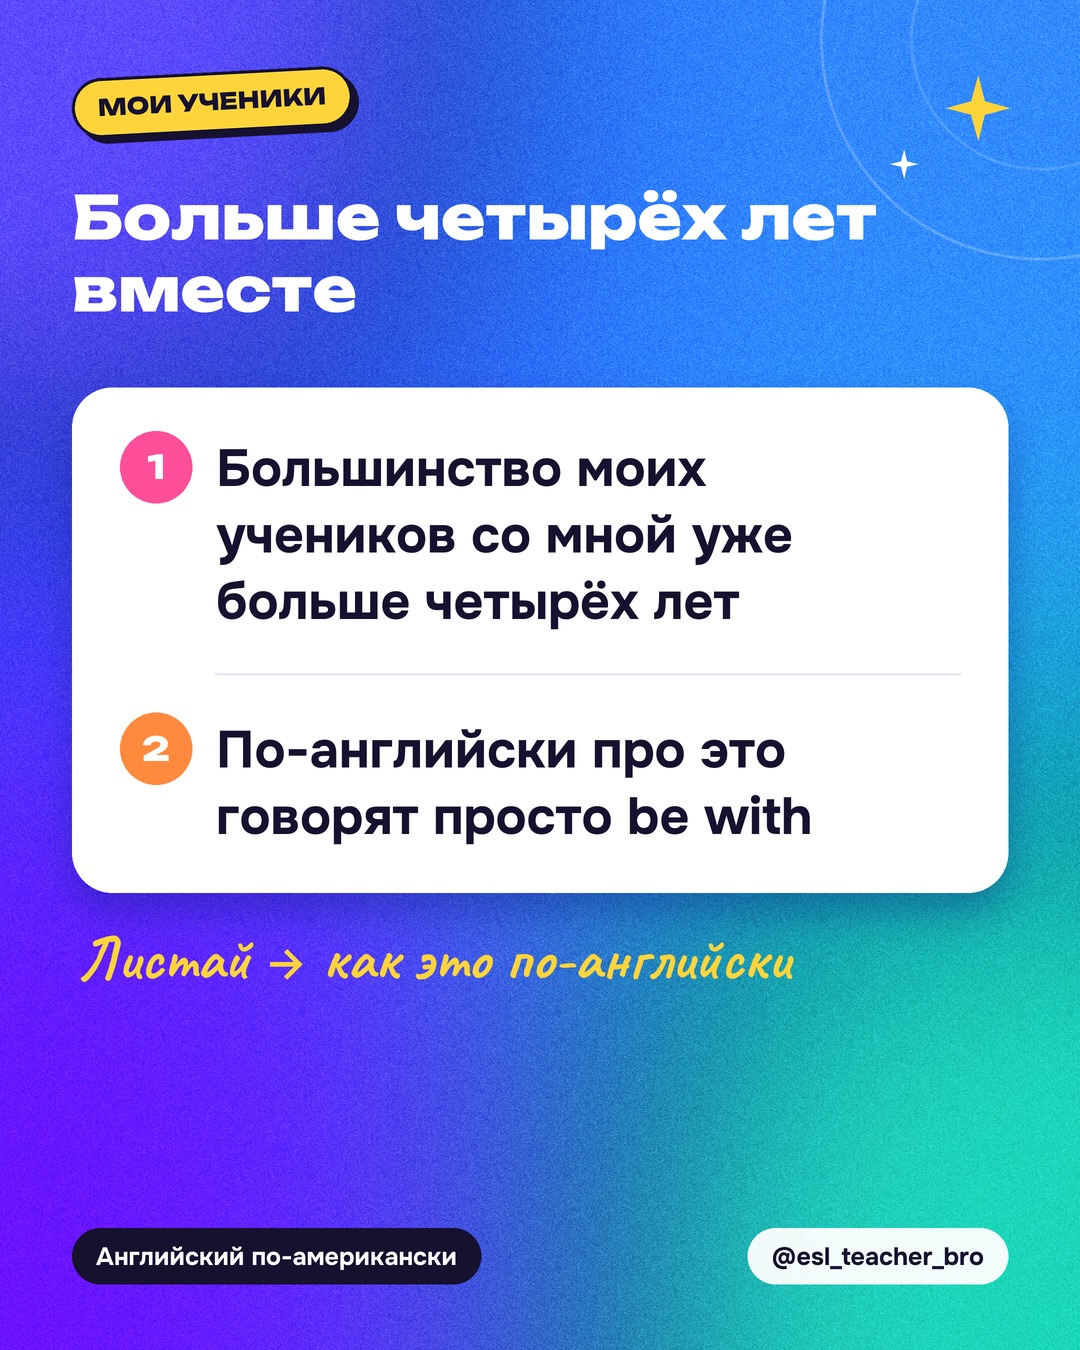 МОИ УЧЕНИКИ
Больше четырёх лет
вместе
1
Большинство моих
учеников со мной уже
больше четырёх лет
2
По-английски про это
говорят просто be with
Листай → как это по-английски
Английский по-американски
@esl_teacher_bro